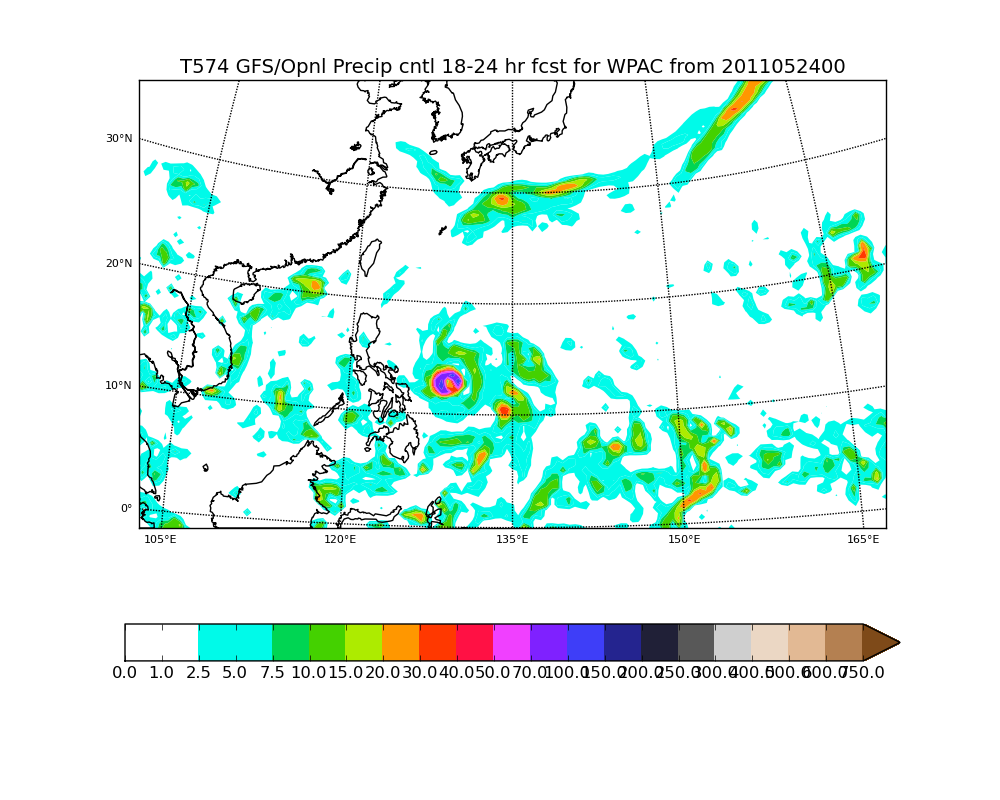 T574 GFS/Opnl Precip cntl 18-24 hr fcst for WPAC from 2011052400
30°N
20°N
10°N
0°
105°E 120°E 135°E 150°E 165°E
0.0 1.0 2.5 5.0 7.5 10.0 15.0 20.0 30.0 40.0 50.0 70.0 100.0 150.0 200.0 250.0 300.0 400.0 500.0 600.0 750.0